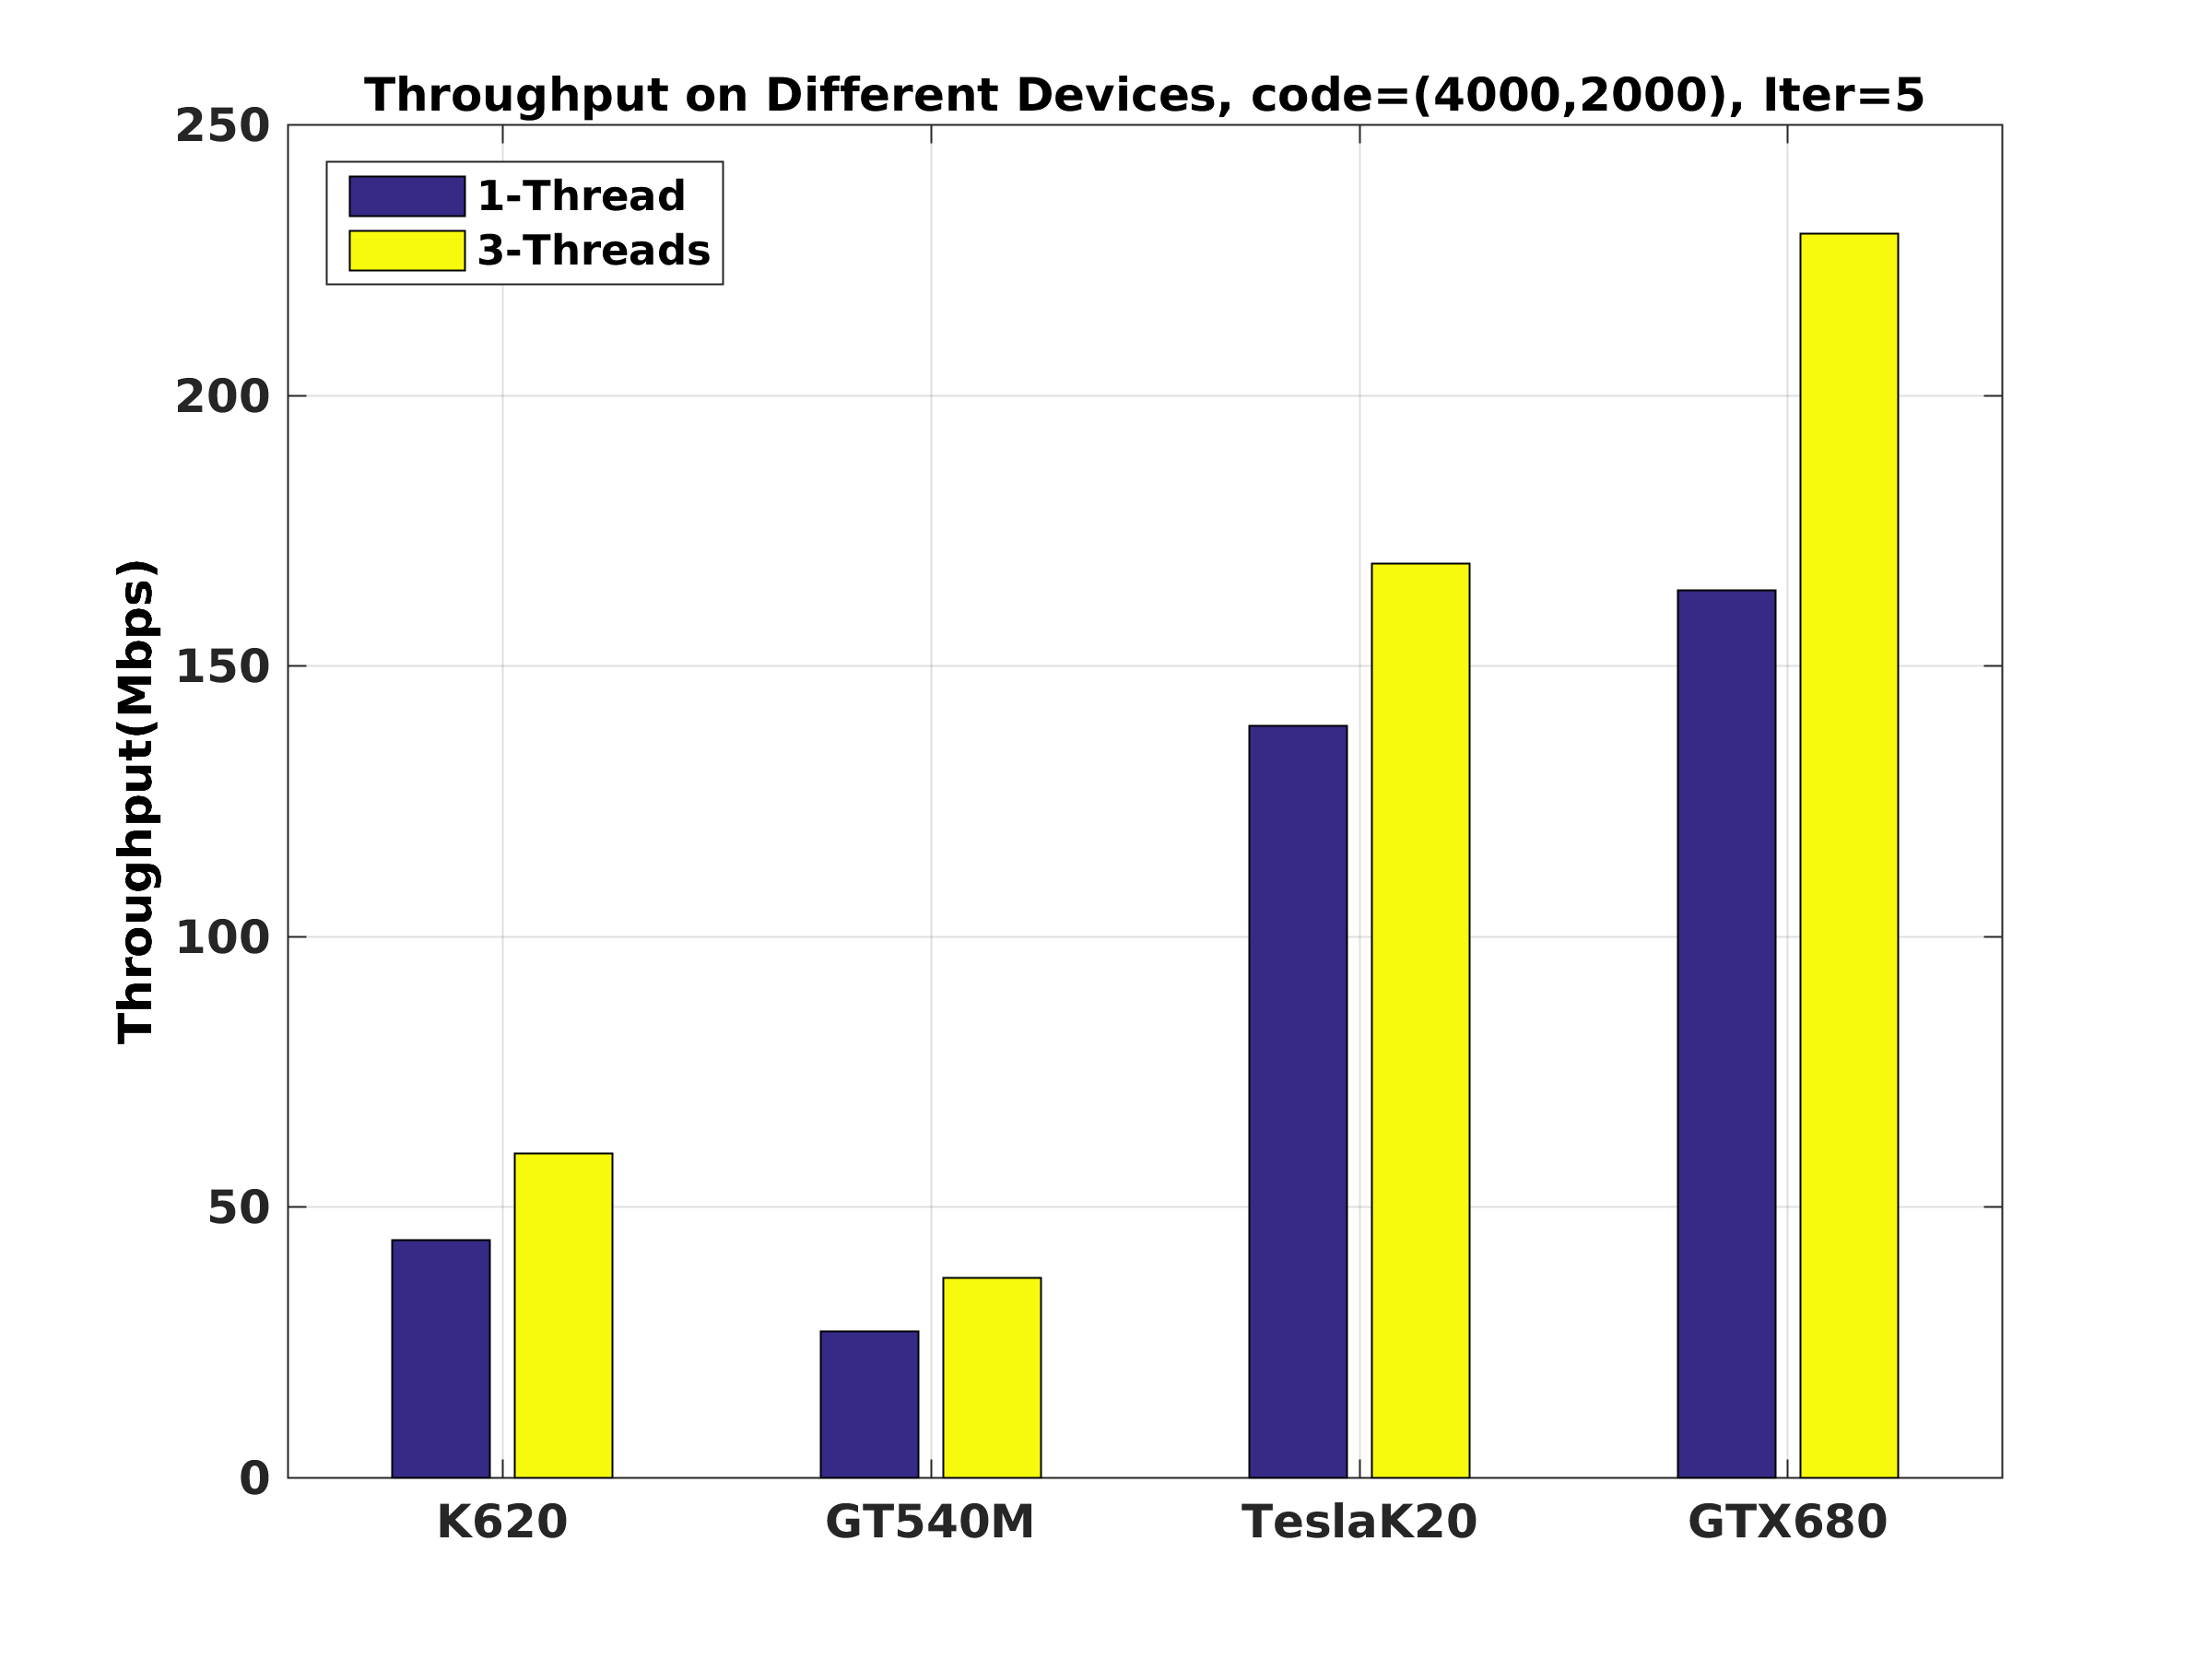 Throughput on Different Devices, code=(4000,2000), Iter=5
250
1-Thread
3-Threads
200
150
100
50
0
Throughput(Mbps)
K620 GT540M TeslaK20 GTX680